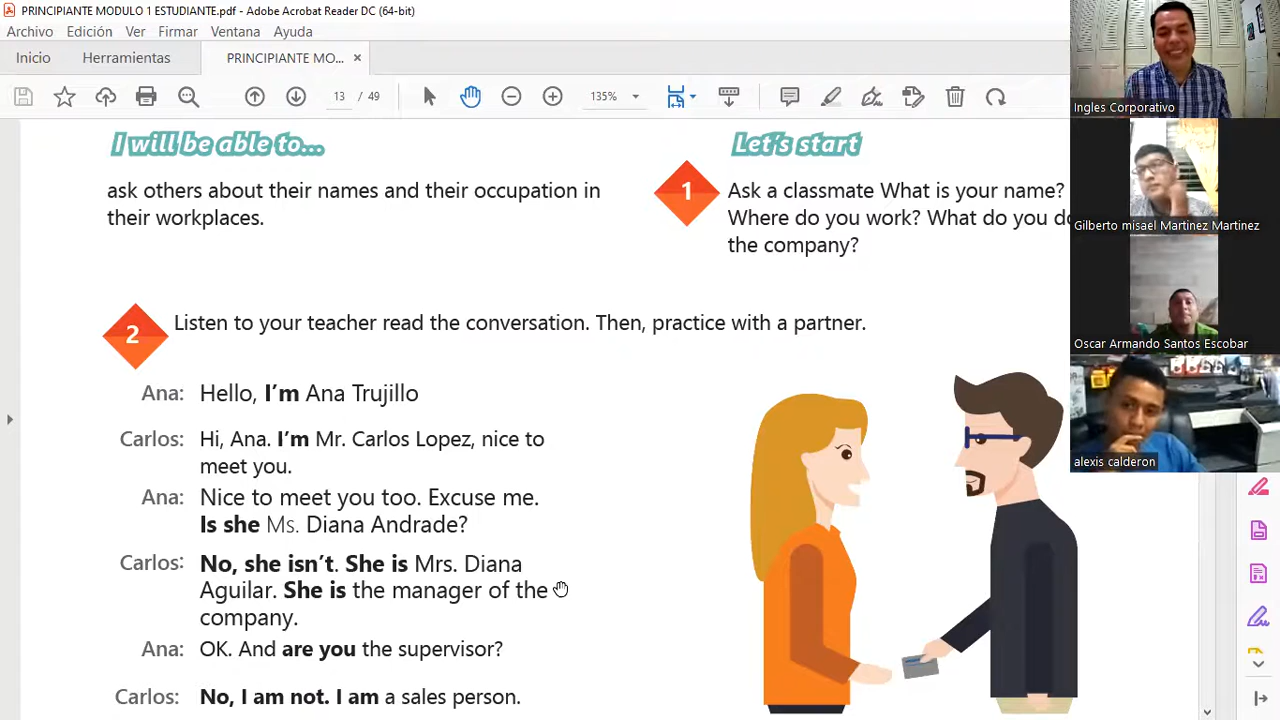 PRINCIPIANTE MODULO 1 ESTUDIANTE.pdf - Adobe Acrobat Reader DC (64-bit)
Archivo Edición Ver Firmar Ventana Ayuda
Inicio Herramientas PRINCIPIANTE MO... ×
13 / 49 135%
I will be able to...
ask others about their names and their occupation in
their workplaces.
Let's start
1
Ask a classmate What is your name?
Where do you work? What do you do
the company?
2
Listen to your teacher read the conversation. Then, practice with a partner.
Ana: Hello, I'm Ana Trujillo
Carlos: Hi, Ana. I'm Mr. Carlos Lopez, nice to
meet you.
Ana: Nice to meet you too. Excuse me.
Is she Ms. Diana Andrade?
Carlos: No, she isn't. She is Mrs. Diana
Aguilar. She is the manager of the
company.
Ana: OK. And are you the supervisor?
Carlos: No, I am not. I am a sales person.
Ingles Corporativo
Gilberto misael Martinez Martinez
Oscar Armando Santos Escobar
alexis calderon